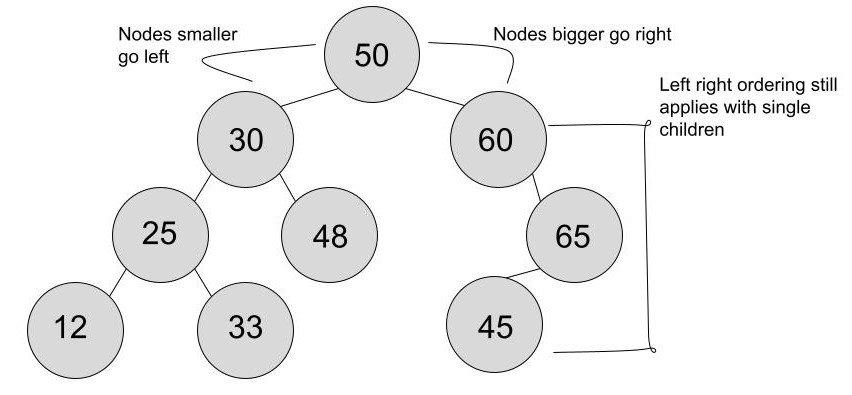 Nodes smaller
go left
50
Nodes bigger go right
Left right ordering still
applies with single
children
30
60
25
48
65
12
33
45